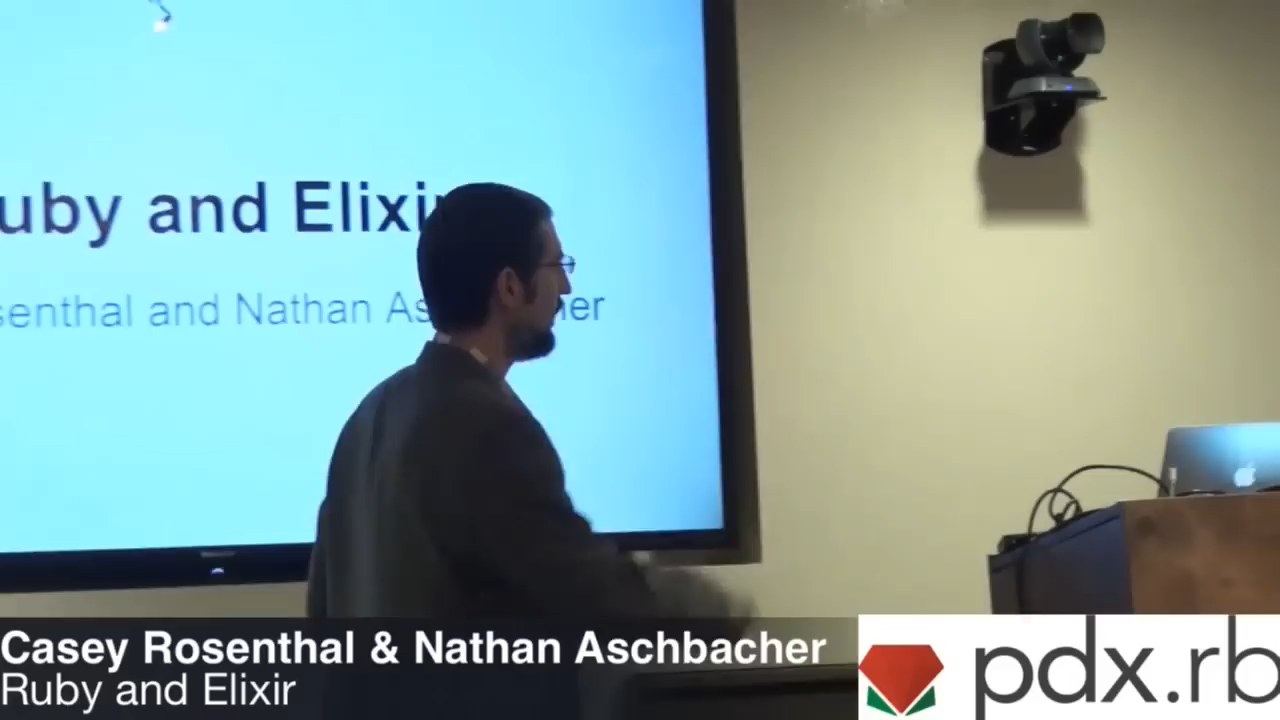 uby and Elixi
senthal and Nathan As her
Casey Rosenthal & Nathan Aschbacher
Ruby and Elixir
pdx.rb